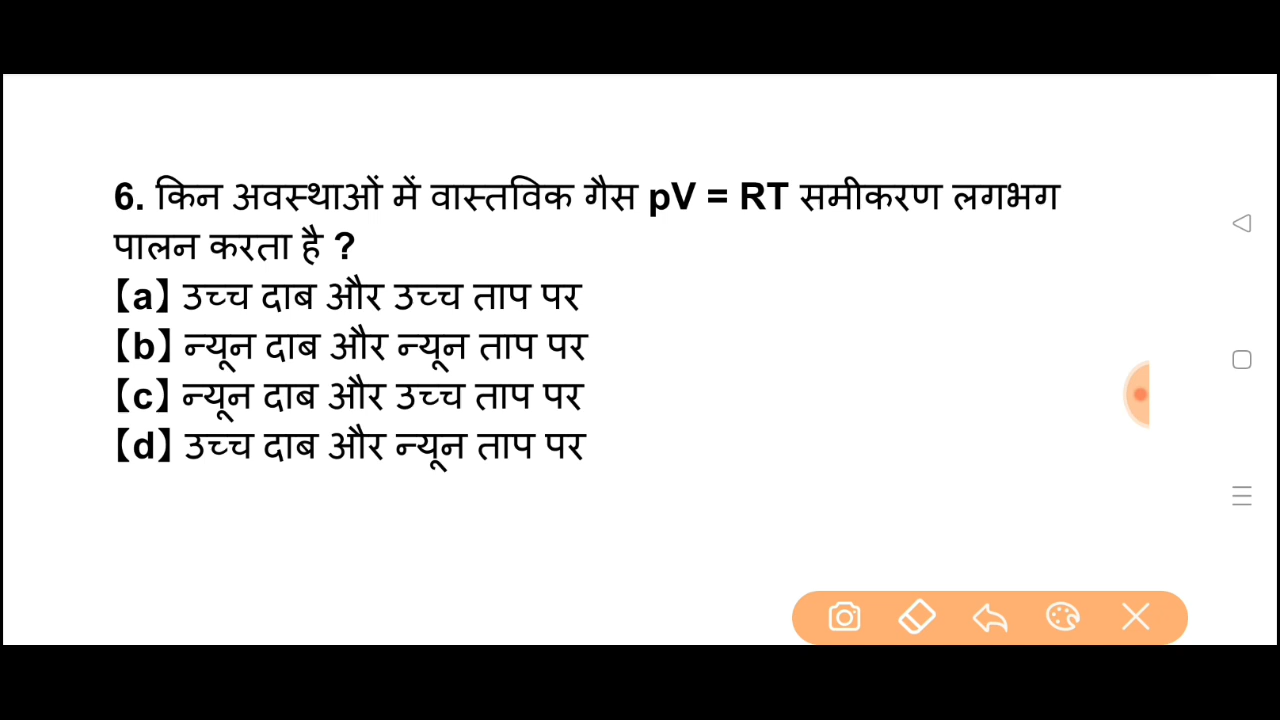 6. किन अवस्थाओं में वास्तविक गैस pV = RT समीकरण लगभग
पालन करता है ?
【a】 उच्च दाब और उच्च ताप पर
【b】 न्यून दाब और न्यून ताप पर
【c】 न्यून दाब और उच्च ताप पर
【d】 उच्च दाब और न्यून ताप पर